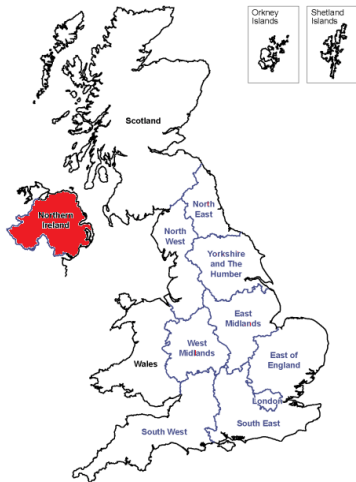 Orkney
Islands
Shetland
Islands
Scotland
Northern
Ireland
North
East
North
West
Yorkshire
and The
Humber
East
Midlands
West
Midlands
Wales
East of
England
London
South West
South East